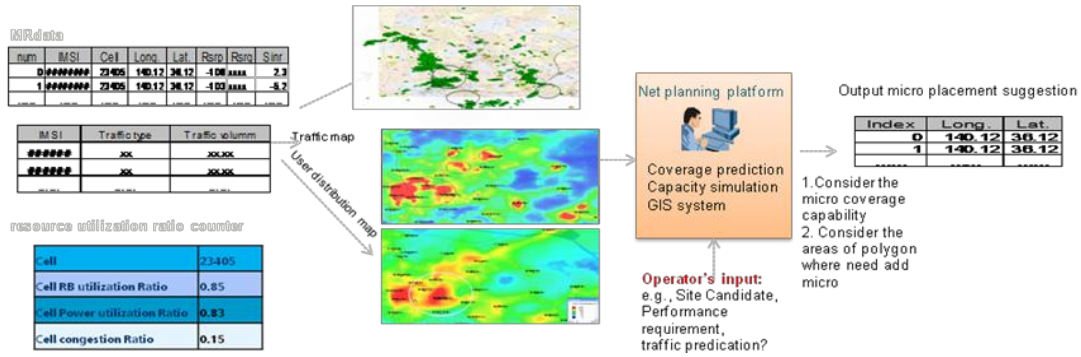 MRdata
num IMSI Cell Long. Lat. Rsrp Rsrq Sinr
0 ######## 23405 140.12 36.12 -108 xxxx 2.3
1 ######## 23405 140.12 36.12 -103 xxxx -5.2
IMSI Traffic type Traffic volumm
###### xx xx.xx
###### xx xx.xx
Traffic map
User distribution map
resource utilization ratio counter
Cell 23405
Cell RB utilization Ratio 0.85
Cell Power utilization Ratio 0.83
Cell congestion Ratio 0.15
Net planning platform
Coverage prediction
Capacity simulation
GIS system
Operator's input:
e.g., Site Candidate,
Performance
requirement,
traffic predication?
Output micro placement suggestion
Index Long. Lat.
0 140.12 36.12
1 140.12 36.12
1.Consider the
micro coverage
capability
2. Consider the
areas of polygon
where need add
micro